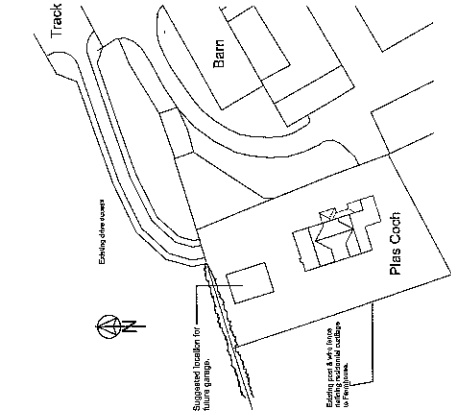 Track
Barn
Existing drive access
N
Suggested location for
future garage.
Plas Coch
Existing post & wire fence
defining residential curtilage
to Farmhouse.